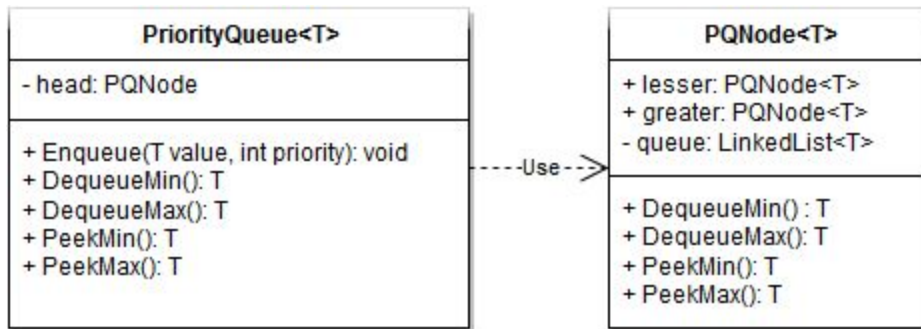 PriorityQueue<T>
- head: PQNode
+ Enqueue(T value, int priority): void
+ DequeueMin(): T
+ DequeueMax(): T
+ PeekMin(): T
+ PeekMax(): T
Use
PQNode<T>
+ lesser: PQNode<T>
+ greater: PQNode<T>
- queue: LinkedList<T>
+ DequeueMin() : T
+ DequeueMax(): T
+ PeekMin(): T
+ PeekMax(): T